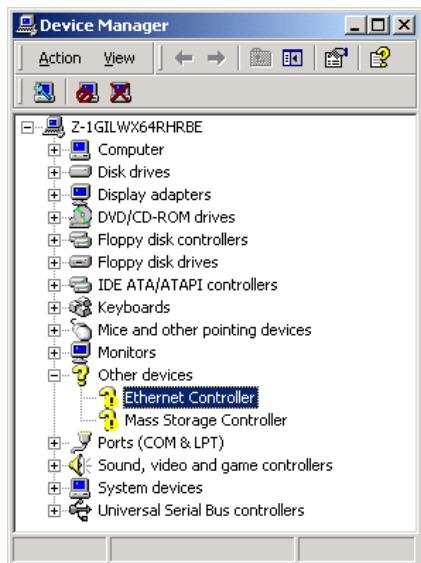 Device Manager
Action View
Z-1GILWX64RHRBE
Computer
Disk drives
Display adapters
DVD/CD-ROM drives
Floppy disk controllers
Floppy disk drives
IDE ATA/ATAPI controllers
Keyboards
Mice and other pointing devices
Monitors
Other devices
Ethernet Controller
Mass Storage Controller
Ports (COM & LPT)
Sound, video and game controllers
System devices
Universal Serial Bus controllers